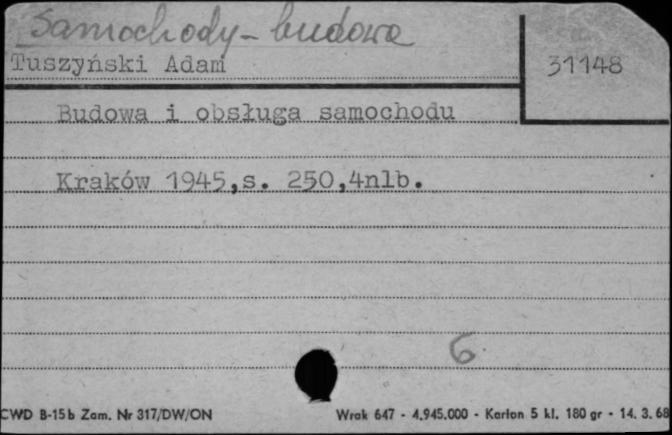 Samochody - budowa
Tuszyński Adam
31148
Budowa i obsługa samochodu
Kraków 1945,s. 250,4nlb.
6
CWD B-15b Zam. Nr 317/DW/ON
Wrak 647 - 4.945.000 - Karton 5 kl. 180 gr - 14. 3. 68